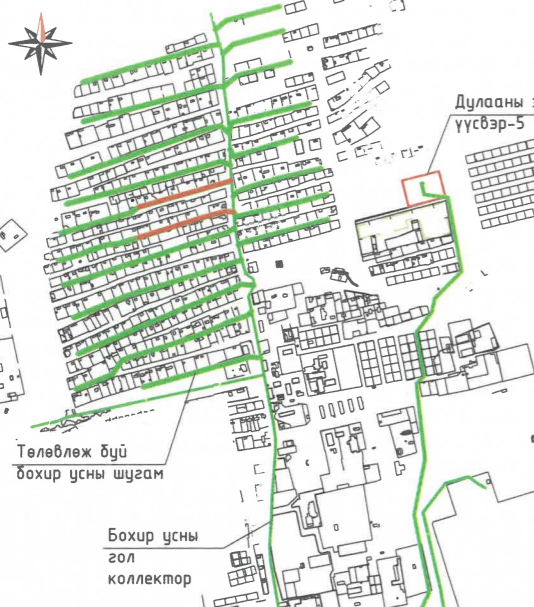 Дулааны э
үүсвэр-5
Төлөвлөж буй
бохир усны шугам
Бохир усны
гол
коллектор